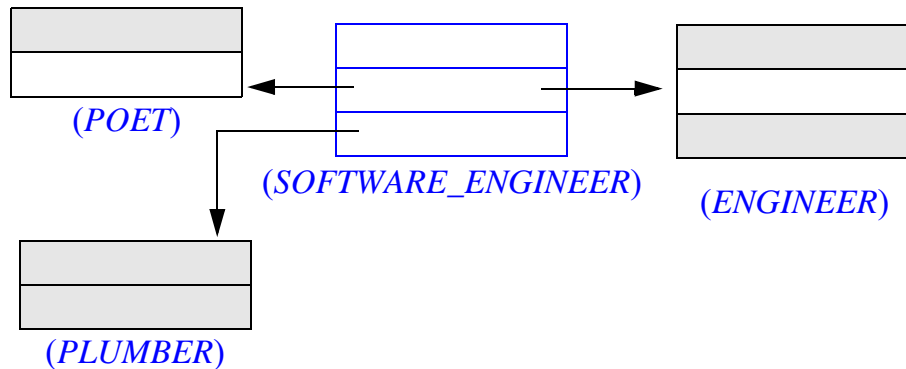 (POET)
(SOFTWARE_ENGINEER)
(ENGINEER)
(PLUMBER)